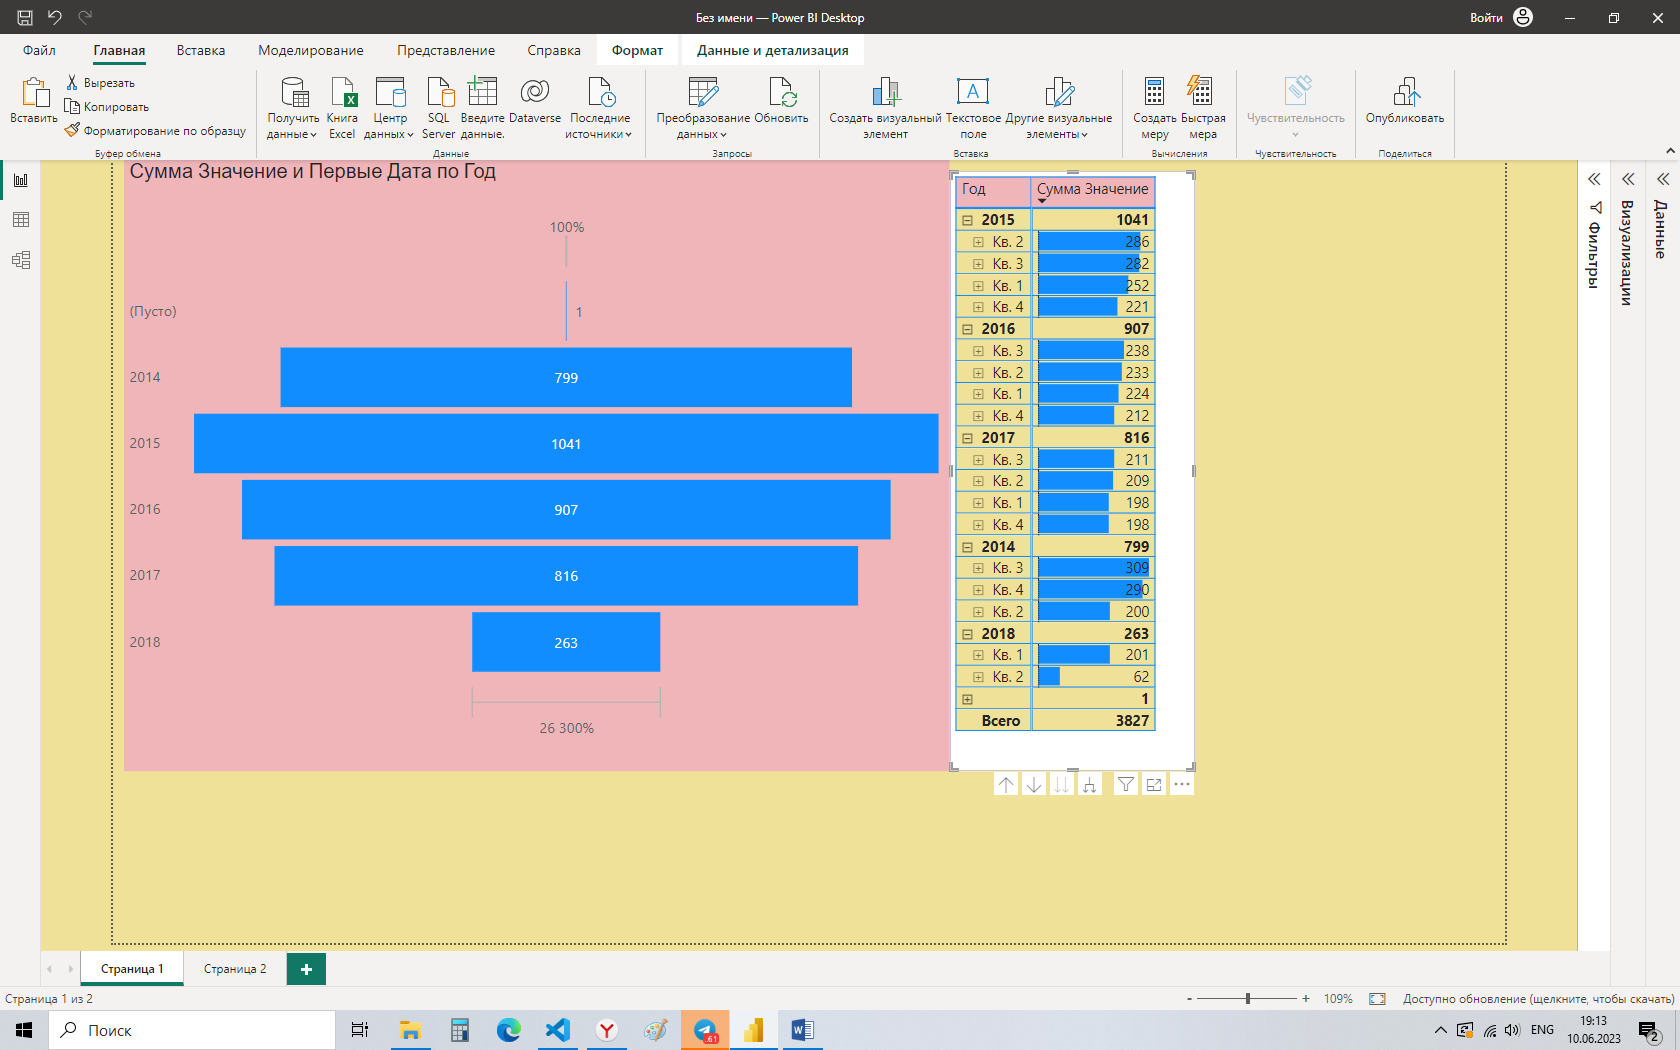 Без имени — Power BI Desktop
Войти
Файл
Главная
Вставка
Моделирование
Представление
Справка
Формат
Данные и детализация
Вставить
Вырезать
Копировать
Форматирование по образцу
Буфер обмена
Получить данные
Книга Excel
Центр данных
SQL Server
Введите данные.
Dataverse
Последние источники
Данные
Преобразование данных
Обновить
Запросы
Создать визуальный элемент
Текстовое поле
Другие визуальные элементы
Вставка
Создать меру
Быстрая мера
Вычисления
Чувствительность
Чувствительность
Опубликовать
Поделиться
Сумма Значение и Первые Дата по Год
100%
(Пусто) 1
2014 799
2015 1041
2016 907
2017 816
2018 263
26 300%
Год Сумма Значение
2015 1041
Кв. 2 286
Кв. 3 282
Кв. 1 252
Кв. 4 221
2016 907
Кв. 3 238
Кв. 2 233
Кв. 1 224
Кв. 4 212
2017 816
Кв. 3 211
Кв. 2 209
Кв. 1 198
Кв. 4 198
2014 799
Кв. 3 309
Кв. 4 290
Кв. 2 200
2018 263
Кв. 1 201
Кв. 2 62
1
Всего 3827
Фильтры
Визуализации
Данные
Страница 1
Страница 2
+
Страница 1 из 2
- + 109%
Доступно обновление (щелкните, чтобы скачать)
Поиск
.61
ENG
19:13
10.06.2023
2